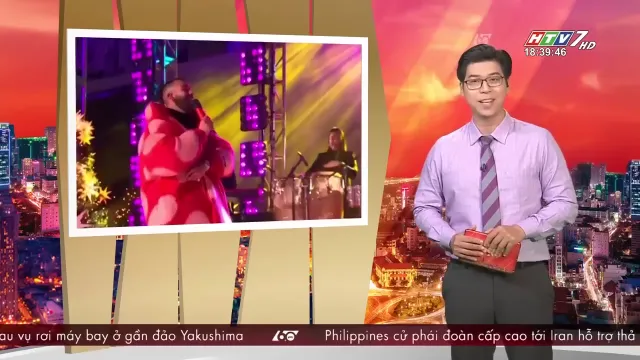 HTV7 HD
18:39:46
au vụ rơi máy bay ở gần đảo Yakushima 60 Philippines cử phái đoàn cấp cao tới Iran hỗ trợ thả